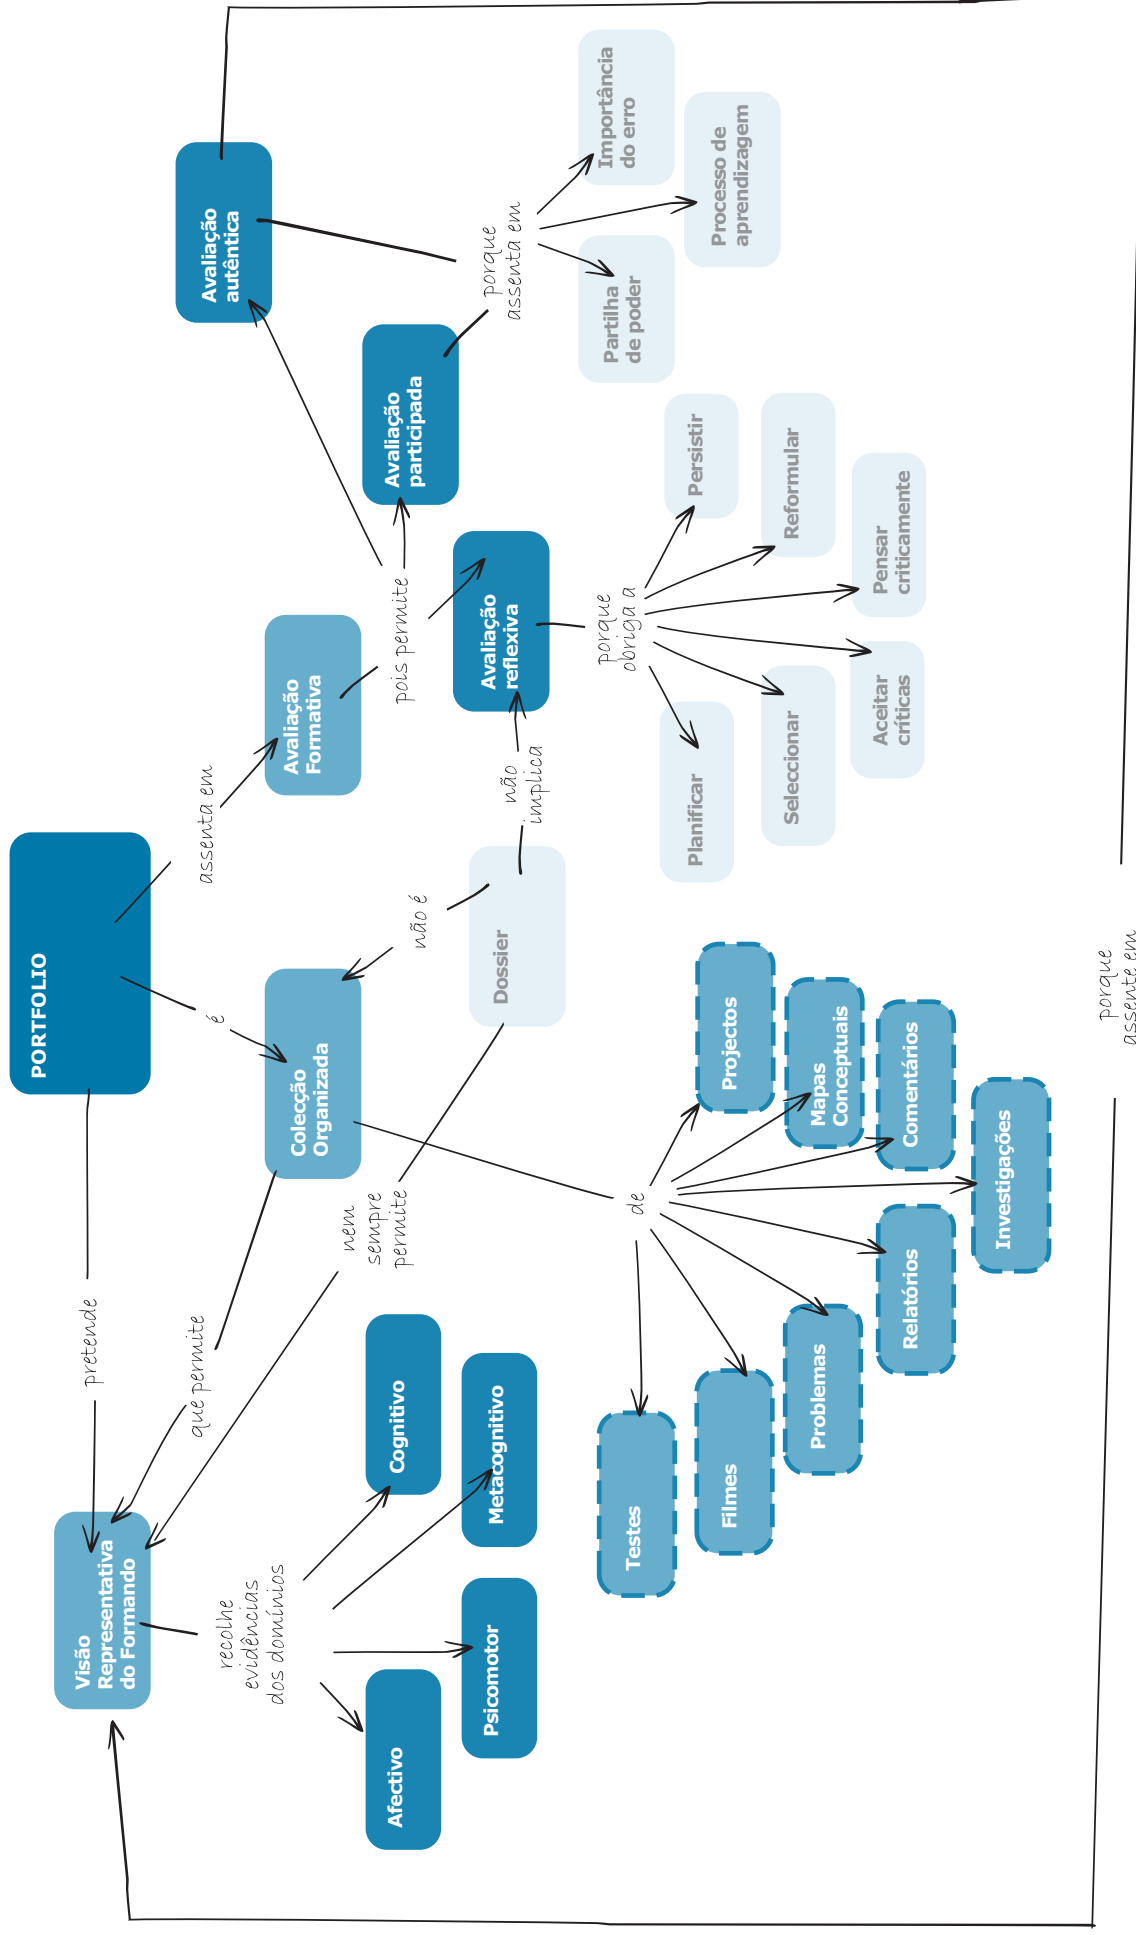 PORTFOLIO
pretende
é
assenta em
Visão
Representativa
do Formando
Colecção
Organizada
Avaliação
Formativa
Avaliação
autêntica
que permite
nem
sempre
permite
não é
pois permite
recolhe
evidências
dos domínios
Afectivo
Cognitivo
Psicomotor
Metacognitivo
Dossier
não
implica
Avaliação
reflexiva
Avaliação
participada
porque
assenta em
Partilha
de poder
Importância
do erro
Processo de
aprendizagem
porque
obriga a
Planificar
Persistir
Seleccionar
Reformular
Aceitar
críticas
Pensar
criticamente
de
Testes
Projectos
Filmes
Mapas
Conceptuais
Problemas
Comentários
Relatórios
Investigações
porque
assente em